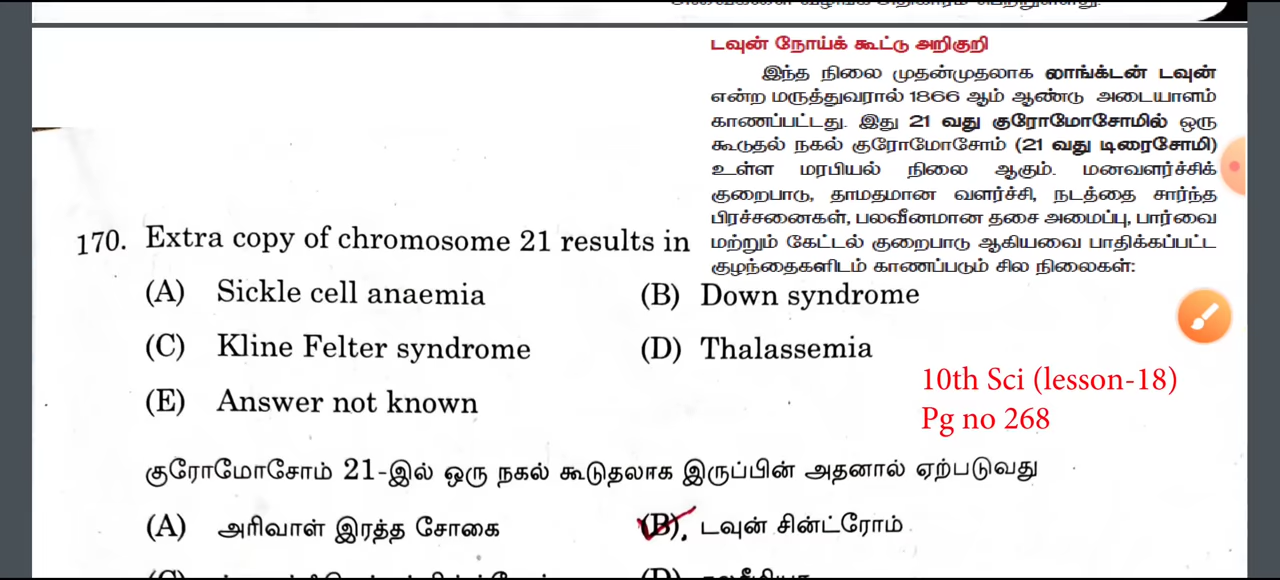 டவுன் நோய்க் கூட்டு அறிகுறி
இந்த நிலை முதன்முதலாக லாங்க்டன் டவுன்
என்ற மருத்துவரால் 1866 ஆம் ஆண்டு அடையாளம்
காணப்பட்டது. இது 21 வது குரோமோசோமில் ஒரு
கூடுதல் நகல் குரோமோசோம் (21 வது டிரைசோமி)
உள்ள மரபியல் நிலை ஆகும். மனவளர்ச்சிக்
குறைபாடு, தாமதமான வளர்ச்சி, நடத்தை சார்ந்த
பிரச்சனைகள், பலவீனமான தசை அமைப்பு, பார்வை
மற்றும் கேட்டல் குறைபாடு ஆகியவை பாதிக்கப்பட்ட
குழந்தைகளிடம் காணப்படும் சில நிலைகள்:
170. Extra copy of chromosome 21 results in
(A) Sickle cell anaemia (B) Down syndrome
(C) Kline Felter syndrome (D) Thalassemia
(E) Answer not known
10th Sci (lesson-18)
Pg no 268
குரோமோசோம் 21-இல் ஒரு நகல் கூடுதலாக இருப்பின் அதனால் ஏற்படுவது
(A) அரிவாள் இரத்த சோகை (B) டவுன் சின்ட்ரோம்